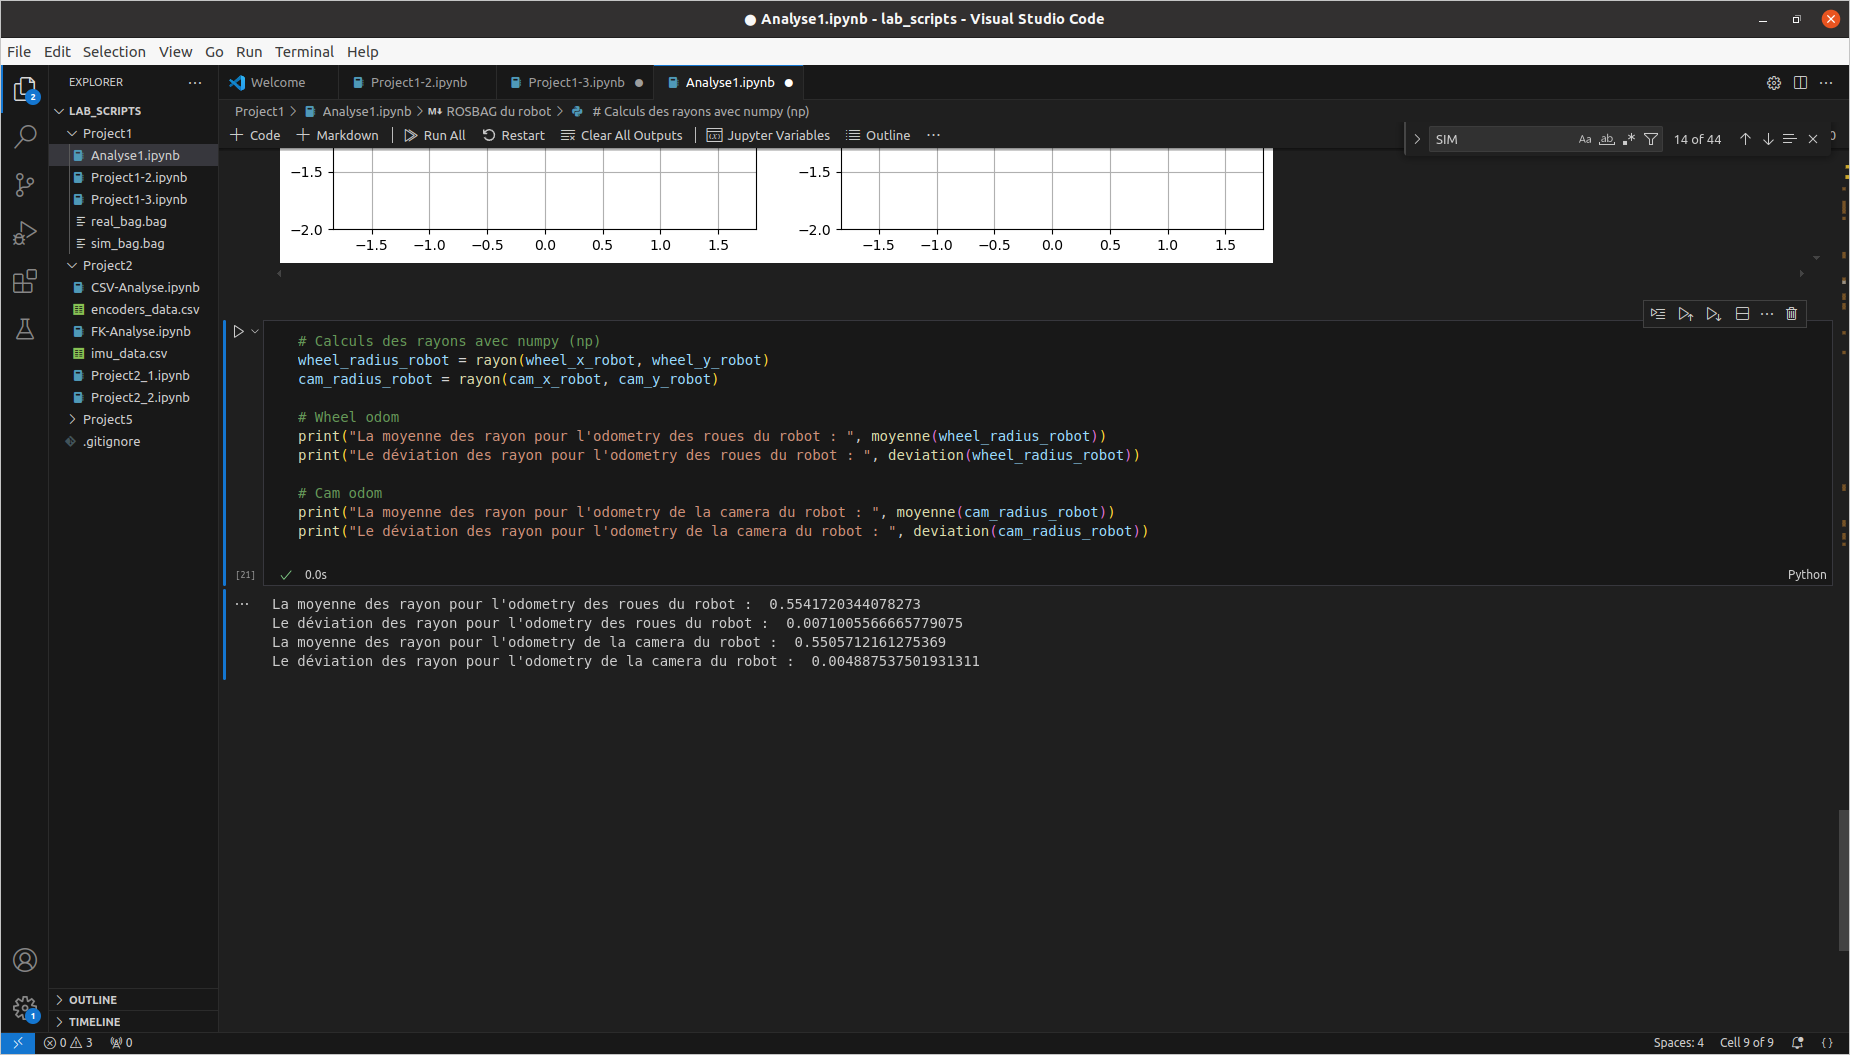 Analyse1.ipynb - lab_scripts - Visual Studio Code
File Edit Selection View Go Run Terminal Help
EXPLORER
Welcome
Project1-2.ipynb
Project1-3.ipynb
Analyse1.ipynb
2
LAB_SCRIPTS
Project1
Analyse1.ipynb
Project1-2.ipynb
Project1-3.ipynb
real_bag.bag
sim_bag.bag
Project2
CSV-Analyse.ipynb
encoders_data.csv
FK-Analyse.ipynb
imu_data.csv
Project2_1.ipynb
Project2_2.ipynb
Project5
.gitignore
OUTLINE
TIMELINE
1
Project1 > Analyse1.ipynb > M↓ ROSBAG du robot > # Calculs des rayons avec numpy (np)
+ Code + Markdown Run All Restart Clear All Outputs Jupyter Variables Outline ...
SIM Aa ab .* 14 of 44
−1.5 −1.5
−2.0 −2.0
−1.5 −1.0 −0.5 0.0 0.5 1.0 1.5 −1.5 −1.0 −0.5 0.0 0.5 1.0 1.5
# Calculs des rayons avec numpy (np)
wheel_radius_robot = rayon(wheel_x_robot, wheel_y_robot)
cam_radius_robot = rayon(cam_x_robot, cam_y_robot)
# Wheel odom
print("La moyenne des rayon pour l'odometry des roues du robot : ", moyenne(wheel_radius_robot))
print("Le déviation des rayon pour l'odometry des roues du robot : ", deviation(wheel_radius_robot))
# Cam odom
print("La moyenne des rayon pour l'odometry de la camera du robot : ", moyenne(cam_radius_robot))
print("Le déviation des rayon pour l'odometry de la camera du robot : ", deviation(cam_radius_robot))
[21] 0.0s Python
La moyenne des rayon pour l'odometry des roues du robot :  0.5541720344078273
Le déviation des rayon pour l'odometry des roues du robot :  0.0071005566665779075
La moyenne des rayon pour l'odometry de la camera du robot :  0.5505712161275369
Le déviation des rayon pour l'odometry de la camera du robot :  0.004887537501931311
0 3 0 Spaces: 4 Cell 9 of 9 {}